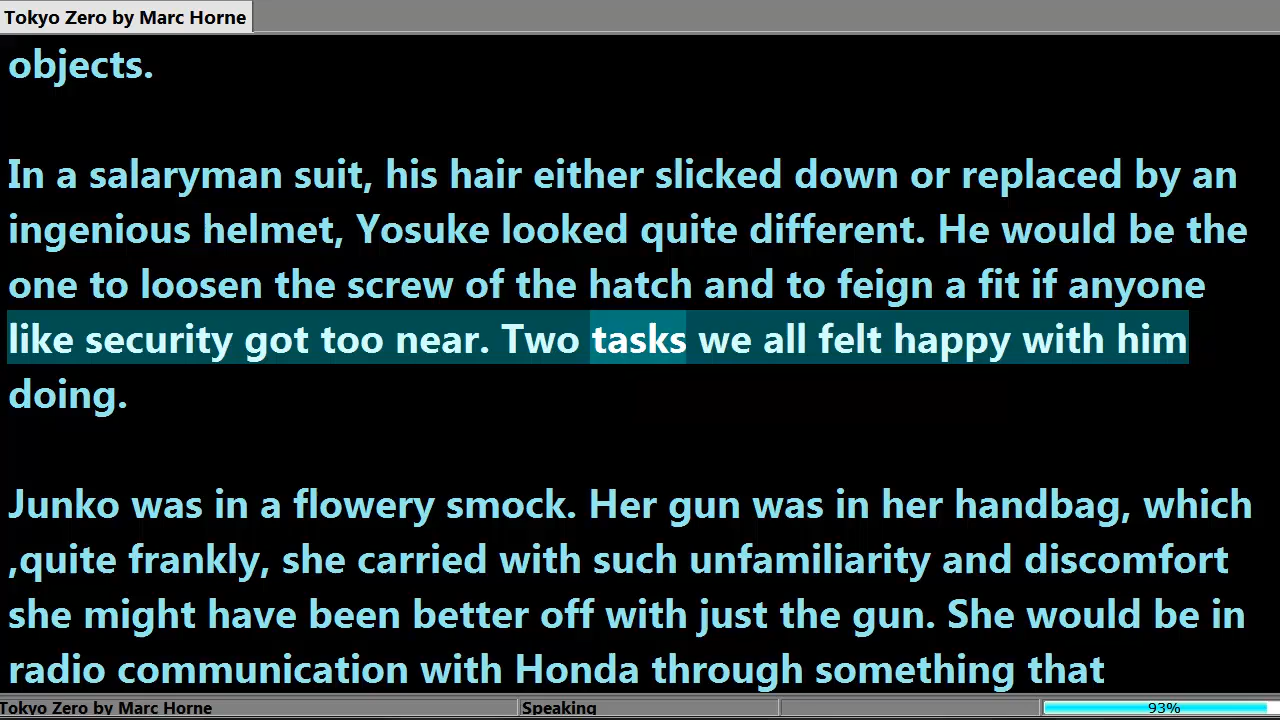 Tokyo Zero by Marc Horne
objects.
In a salaryman suit, his hair either slicked down or replaced by an
ingenious helmet, Yosuke looked quite different. He would be the
one to loosen the screw of the hatch and to feign a fit if anyone
like security got too near. Two tasks we all felt happy with him
doing.
Junko was in a flowery smock. Her gun was in her handbag, which
,quite frankly, she carried with such unfamiliarity and discomfort
she might have been better off with just the gun. She would be in
radio communication with Honda through something that
Tokyo Zero by Marc Horne Speaking 93%